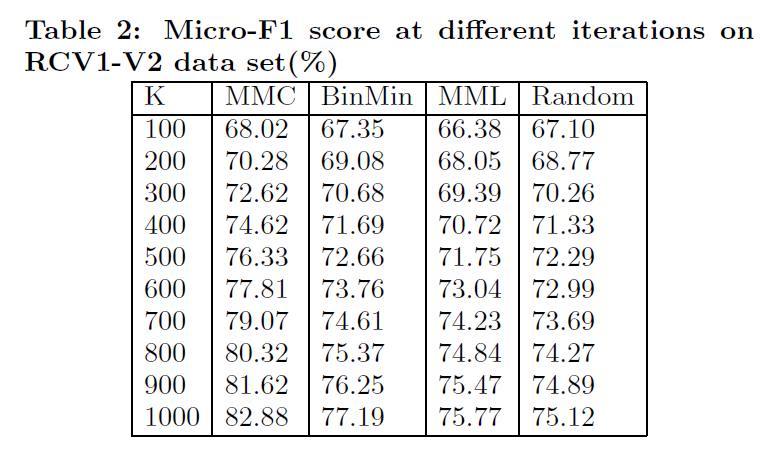 Table 2: Micro-F1 score at different iterations on
RCV1-V2 data set(%)
K MMC BinMin MML Random
100 68.02 67.35 66.38 67.10
200 70.28 69.08 68.05 68.77
300 72.62 70.68 69.39 70.26
400 74.62 71.69 70.72 71.33
500 76.33 72.66 71.75 72.29
600 77.81 73.76 73.04 72.99
700 79.07 74.61 74.23 73.69
800 80.32 75.37 74.84 74.27
900 81.62 76.25 75.47 74.89
1000 82.88 77.19 75.77 75.12